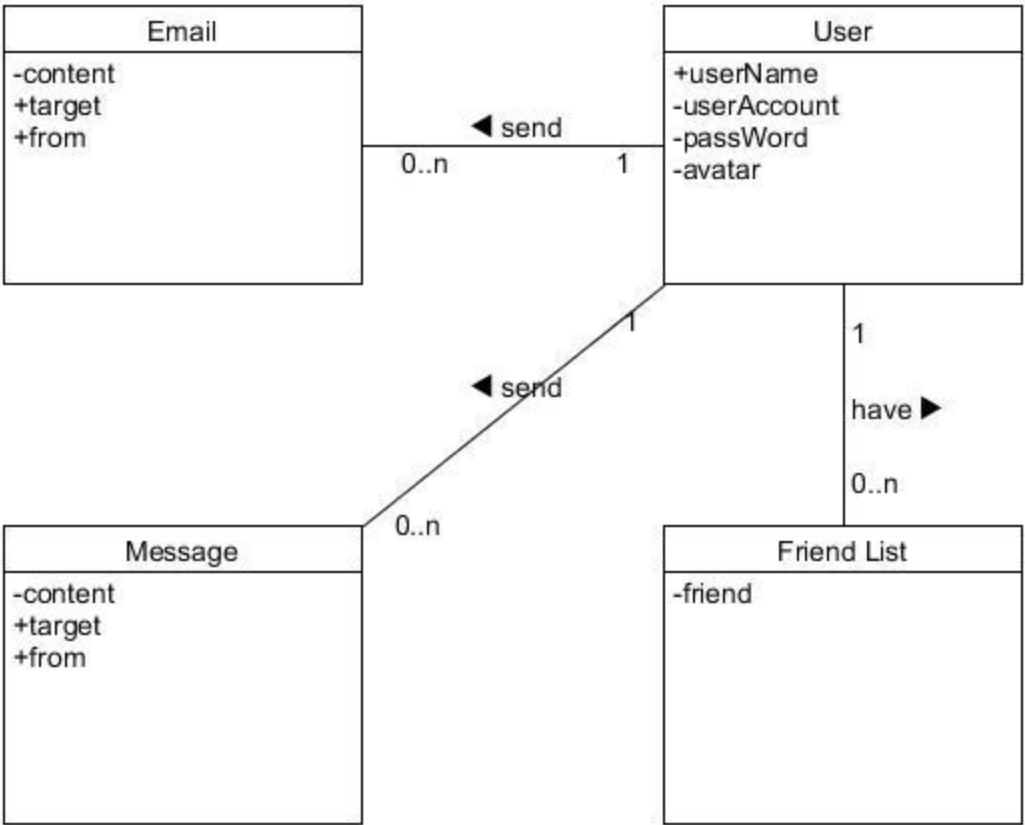 Email
-content
+target
+from
◀ send
0..n
1
User
+userName
-userAccount
-passWord
-avatar
1
◀ send
0..n
1
have ▶
0..n
Message
-content
+target
+from
Friend List
-friend